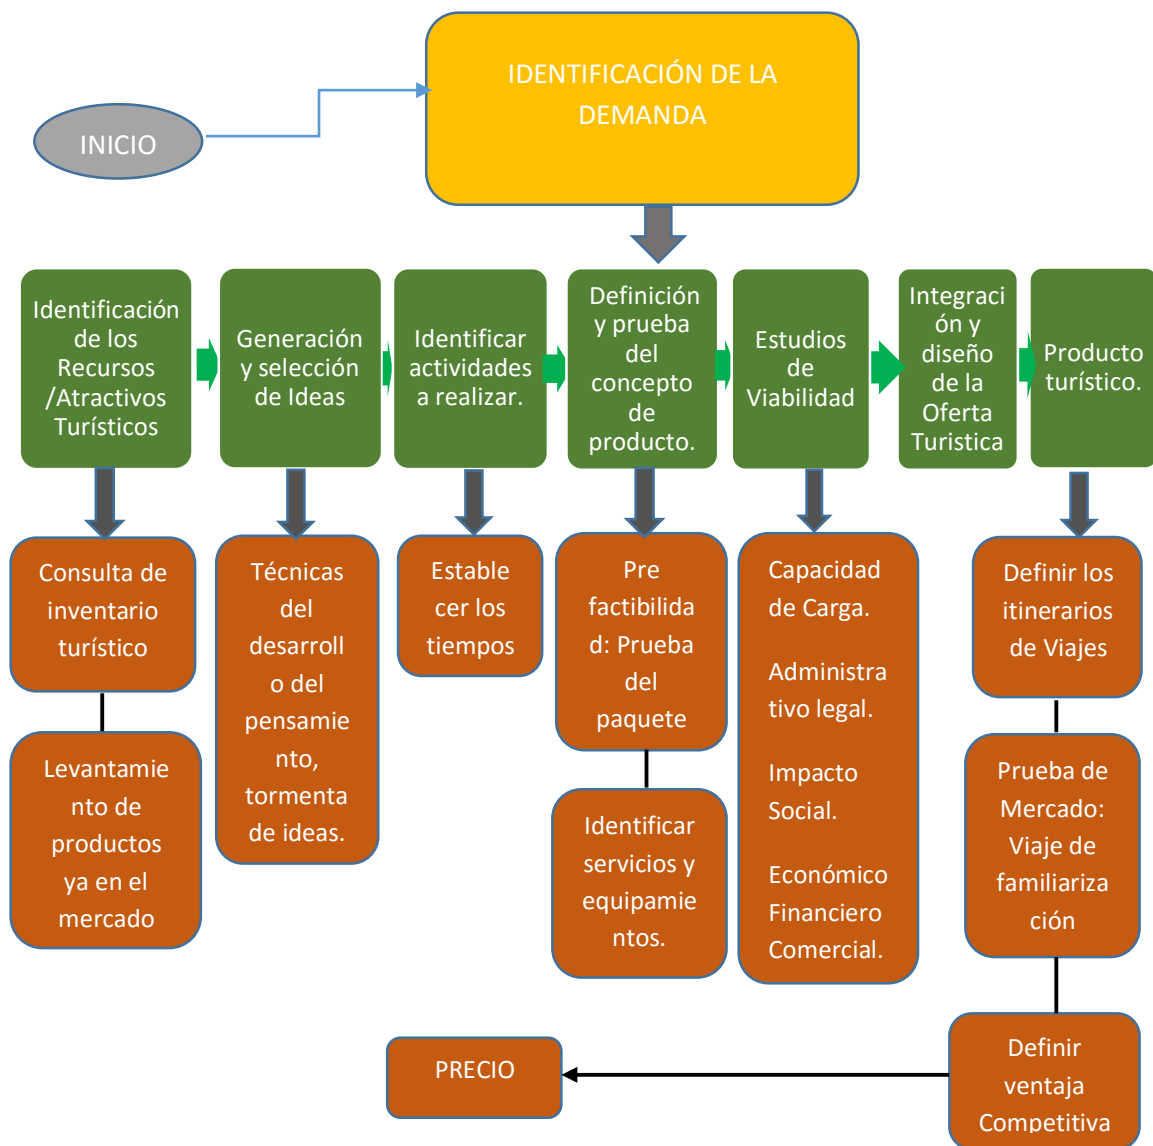 IDENTIFICACIÓN DE LA
DEMANDA
INICIO
Identificación
de los
Recursos
/Atractivos
Turísticos
Generación
y selección
de Ideas
Identificar
actividades
a realizar.
Definición
y prueba
del
concepto
de
producto.
Estudios
de
Viabilidad
Integraci
ón y
diseño
de la
Oferta
Turistica
Producto
turístico.
Consulta de
inventario
turístico
Levantamie
nto de
productos
ya en el
mercado
Técnicas
del
desarroll
o del
pensamie
nto,
tormenta
de ideas.
Estable
cer los
tiempos
Pre
factibilida
d: Prueba
del
paquete
Identificar
servicios y
equipamie
ntos.
Capacidad
de Carga.
Administra
tivo legal.
Impacto
Social.
Económico
Financiero
Comercial.
Definir los
itinerarios
de Viajes
Prueba de
Mercado:
Viaje de
familiariza
ción
Definir
ventaja
Competitiva
PRECIO